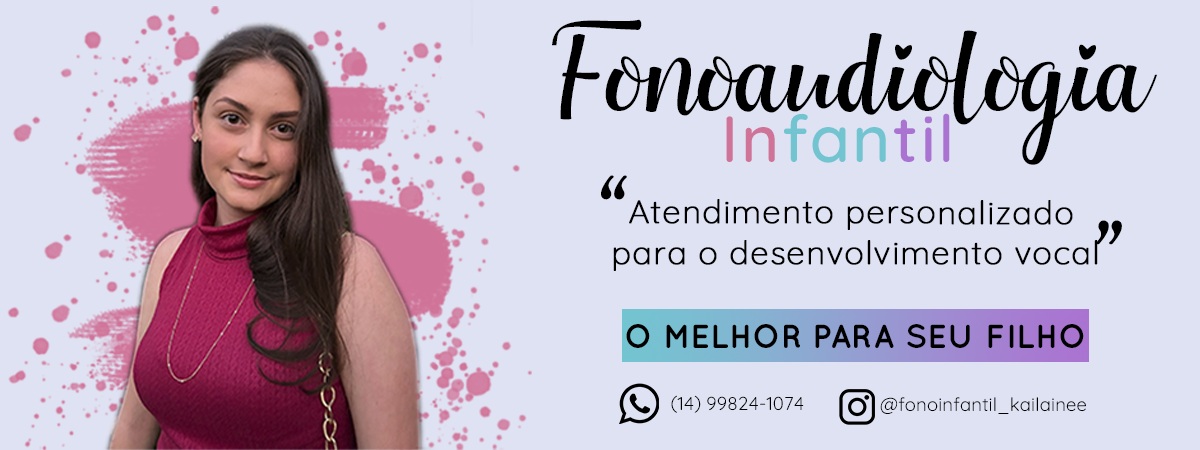 Fonoaudiologia
Infantil
“Atendimento personalizado
para o desenvolvimento vocal”
O MELHOR PARA SEU FILHO
(14) 99824-1074 @fonoinfantil_kailainee